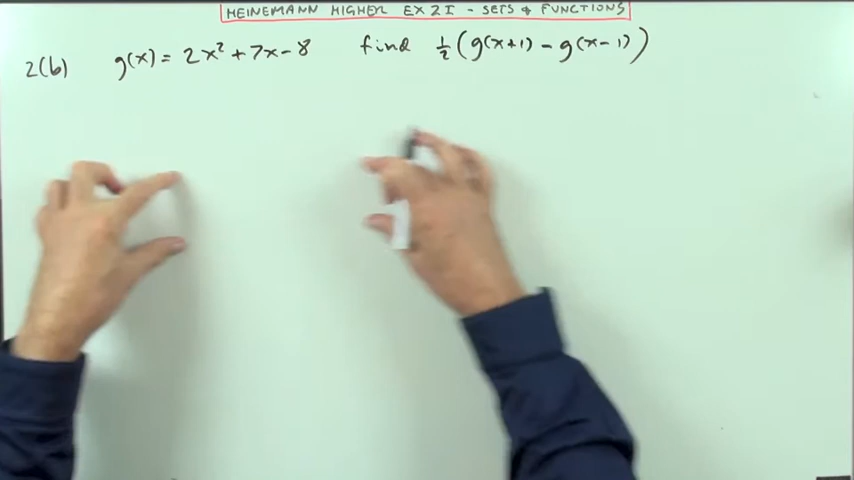 HEINEMANN HIGHER EX 2I - SETS & FUNCTIONS
2(b) g(x) = 2x² + 7x - 8 find ½(g(x+1) - g(x-1))